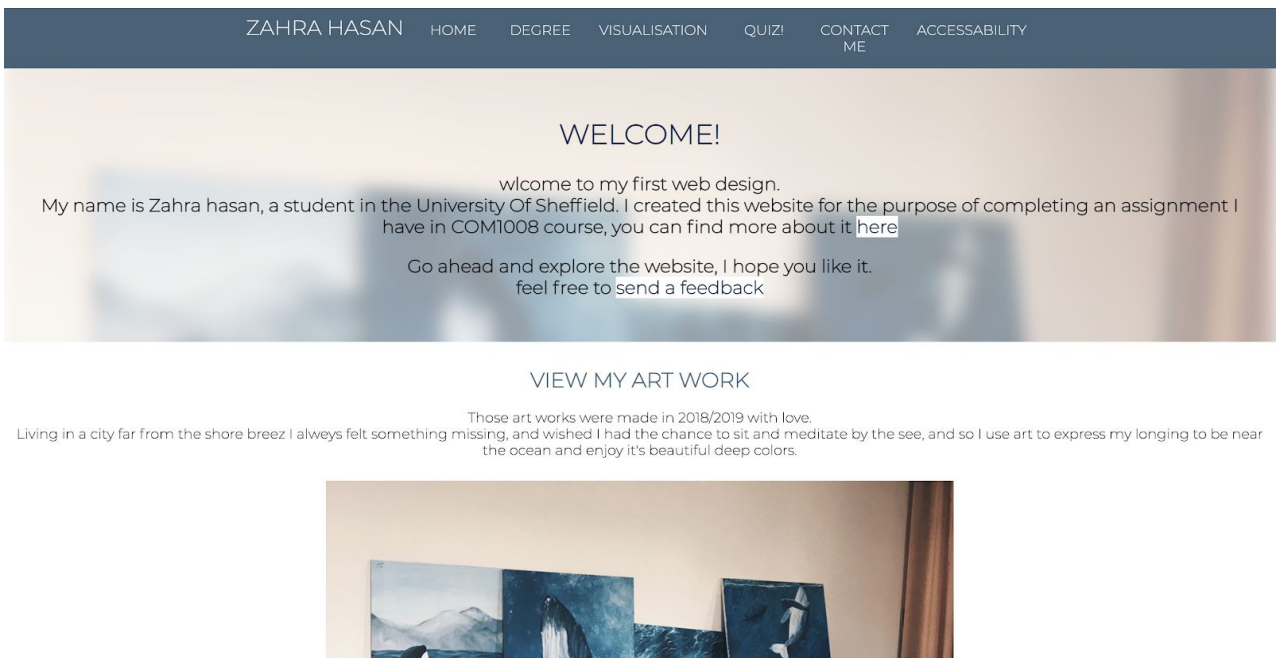 ZAHRA HASAN HOME DEGREE VISUALISATION QUIZ! CONTACT ME ACCESSABILITY
WELCOME!
wlcome to my first web design.
My name is Zahra hasan, a student in the University Of Sheffield. I created this website for the purpose of completing an assignment I
have in COM1008 course, you can find more about it here
Go ahead and explore the website, I hope you like it.
feel free to send a feedback
VIEW MY ART WORK
Those art works were made in 2018/2019 with love.
Living in a city far from the shore breez I alweys felt something missing, and wished I had the chance to sit and meditate by the see, and so I use art to express my longing to be near
the ocean and enjoy it's beautiful deep colors.